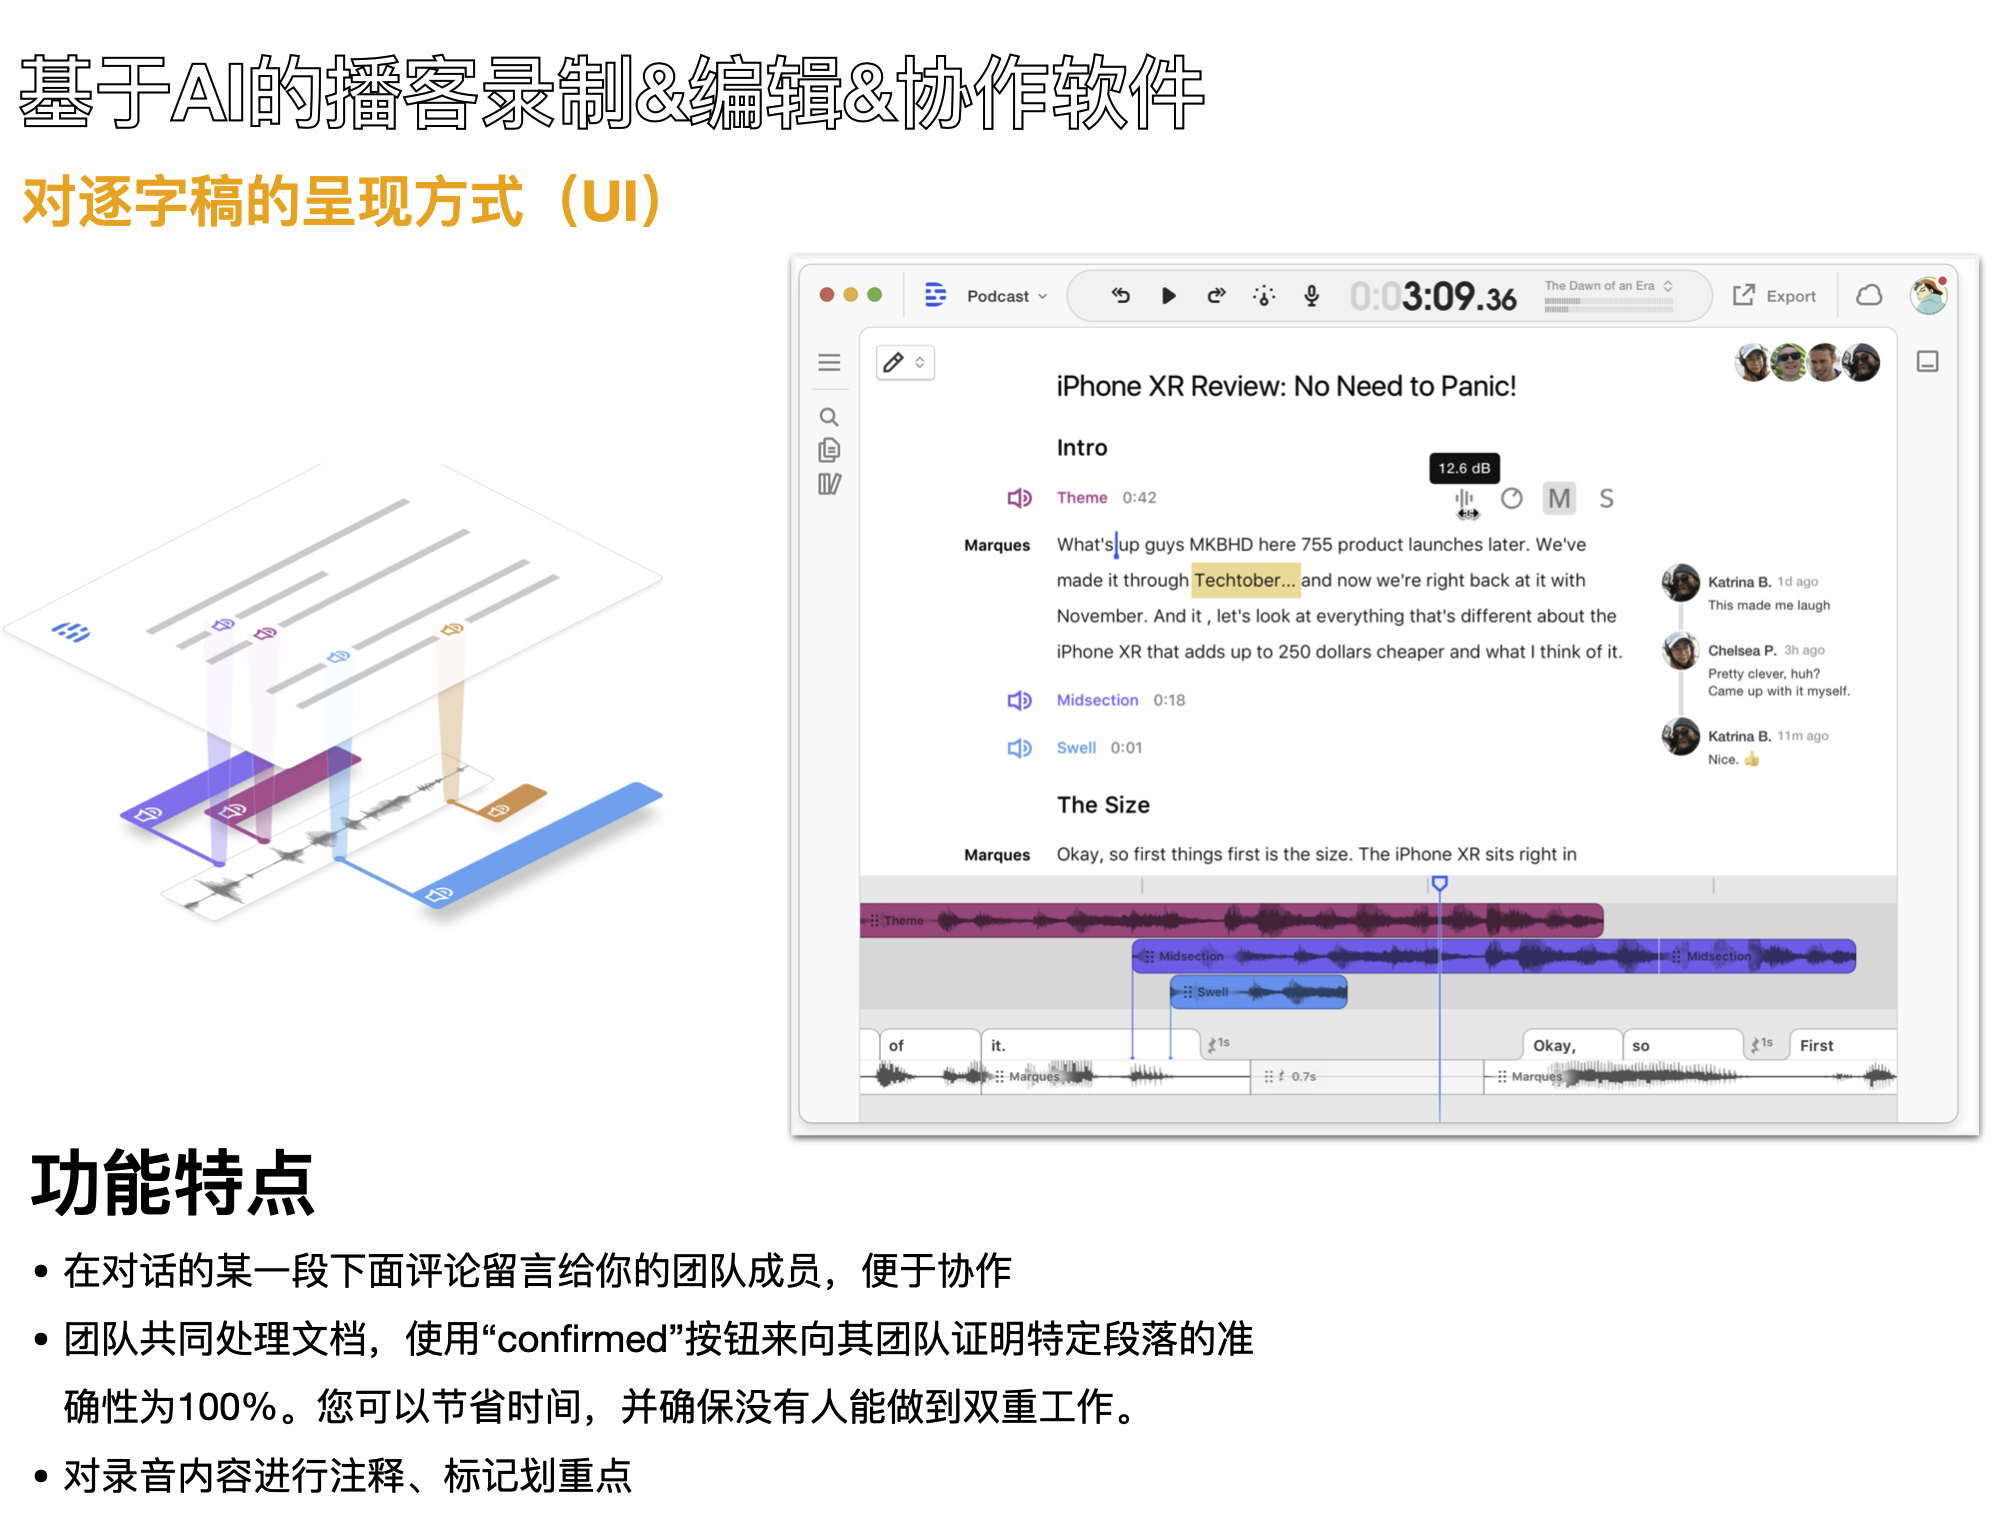 基于AI的播客录制&编辑&协作软件
对逐字稿的呈现方式（UI）
Podcast
0:03:09.36
The Dawn of an Era
Export
iPhone XR Review: No Need to Panic!
Intro
12.6 dB
Theme 0:42
M S
Marques What's up guys MKBHD here 755 product launches later. We've
made it through Techtober... and now we're right back at it with
November. And it , let's look at everything that's different about the
iPhone XR that adds up to 250 dollars cheaper and what I think of it.
Katrina B. 1d ago
This made me laugh
Chelsea P. 3h ago
Pretty clever, huh?
Came up with it myself.
Katrina B. 11m ago
Nice. 👍
Midsection 0:18
Swell 0:01
The Size
Marques Okay, so first things first is the size. The iPhone XR sits right in
Theme
Midsection Midsection
Swell
of it. 1s Okay, so 1s First
Marques 0.7s Marques
功能特点
• 在对话的某一段下面评论留言给你的团队成员，便于协作
• 团队共同处理文档，使用“confirmed”按钮来向其团队证明特定段落的准
确性为100%。您可以节省时间，并确保没有人能做到双重工作。
• 对录音内容进行注释、标记划重点